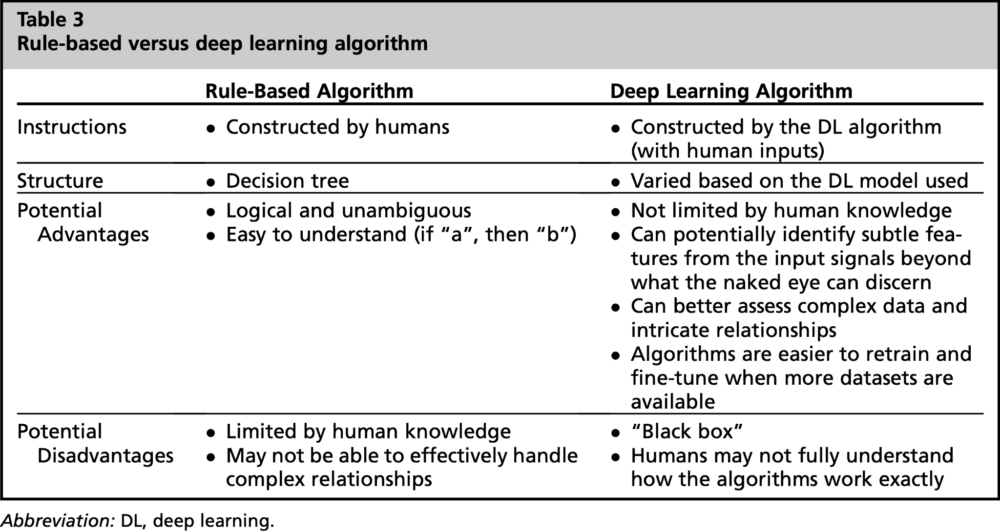 Table 3
Rule-based versus deep learning algorithm
Rule-Based Algorithm Deep Learning Algorithm
Instructions • Constructed by humans • Constructed by the DL algorithm
(with human inputs)
Structure • Decision tree • Varied based on the DL model used
Potential • Logical and unambiguous • Not limited by human knowledge
Advantages • Easy to understand (if “a”, then “b”) • Can potentially identify subtle fea-
tures from the input signals beyond
what the naked eye can discern
• Can better assess complex data and
intricate relationships
• Algorithms are easier to retrain and
fine-tune when more datasets are
available
Potential • Limited by human knowledge • “Black box”
Disadvantages • May not be able to effectively handle • Humans may not fully understand
complex relationships how the algorithms work exactly
Abbreviation: DL, deep learning.